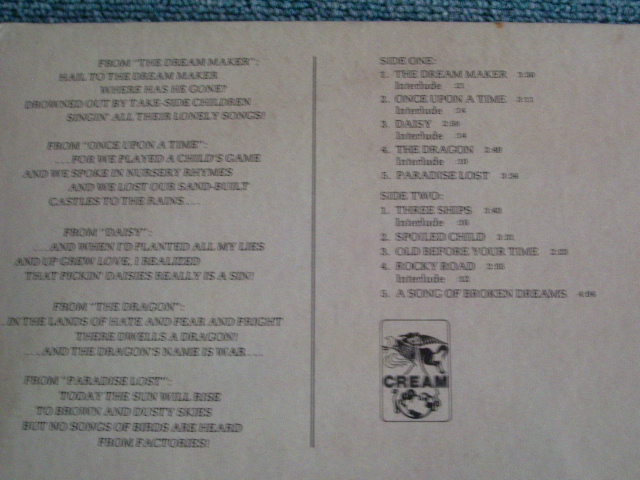 FROM "THE DREAM MAKER":
HAIL TO THE DREAM MAKER
WHERE HAS HE GONE?
DROWNED OUT BY TAKE-SIDE CHILDREN
SINGIN' ALL THEIR LONELY SONGS!
FROM "ONCE UPON A TIME":
....FOR WE PLAYED A CHILD'S GAME
AND WE SPOKE IN NURSERY RHYMES
AND WE LOST OUR SAND-BUILT
CASTLES TO THE RAINS....
FROM "DAISY":
....AND WHEN I'D PLANTED ALL MY LIES
AND UP GREW LOVE, I REALIZED
THAT PICKIN' DAISIES REALLY IS A SIN!
FROM "THE DRAGON":
..IN THE LANDS OF HATE AND FEAR AND FRIGHT
THERE DWELLS A DRAGON!
....AND THE DRAGON'S NAME IS WAR....
FROM "PARADISE LOST":
TODAY THE SUN WILL RISE
TO BROWN AND DUSTY SKIES
BUT NO SONGS OF BIRDS ARE HEARD
FROM FACTORIES!
SIDE ONE:
1. THE DREAM MAKER
Interlude
2. ONCE UPON A TIME
Interlude
3. DAISY
Interlude
4. THE DRAGON
Interlude
5. PARADISE LOST
SIDE TWO:
1. THREE SHIPS
Interlude
2. SPOILED CHILD
3. OLD BEFORE YOUR TIME
4. ROCKY ROAD
Interlude
5. A SONG OF BROKEN DREAMS
CREAM